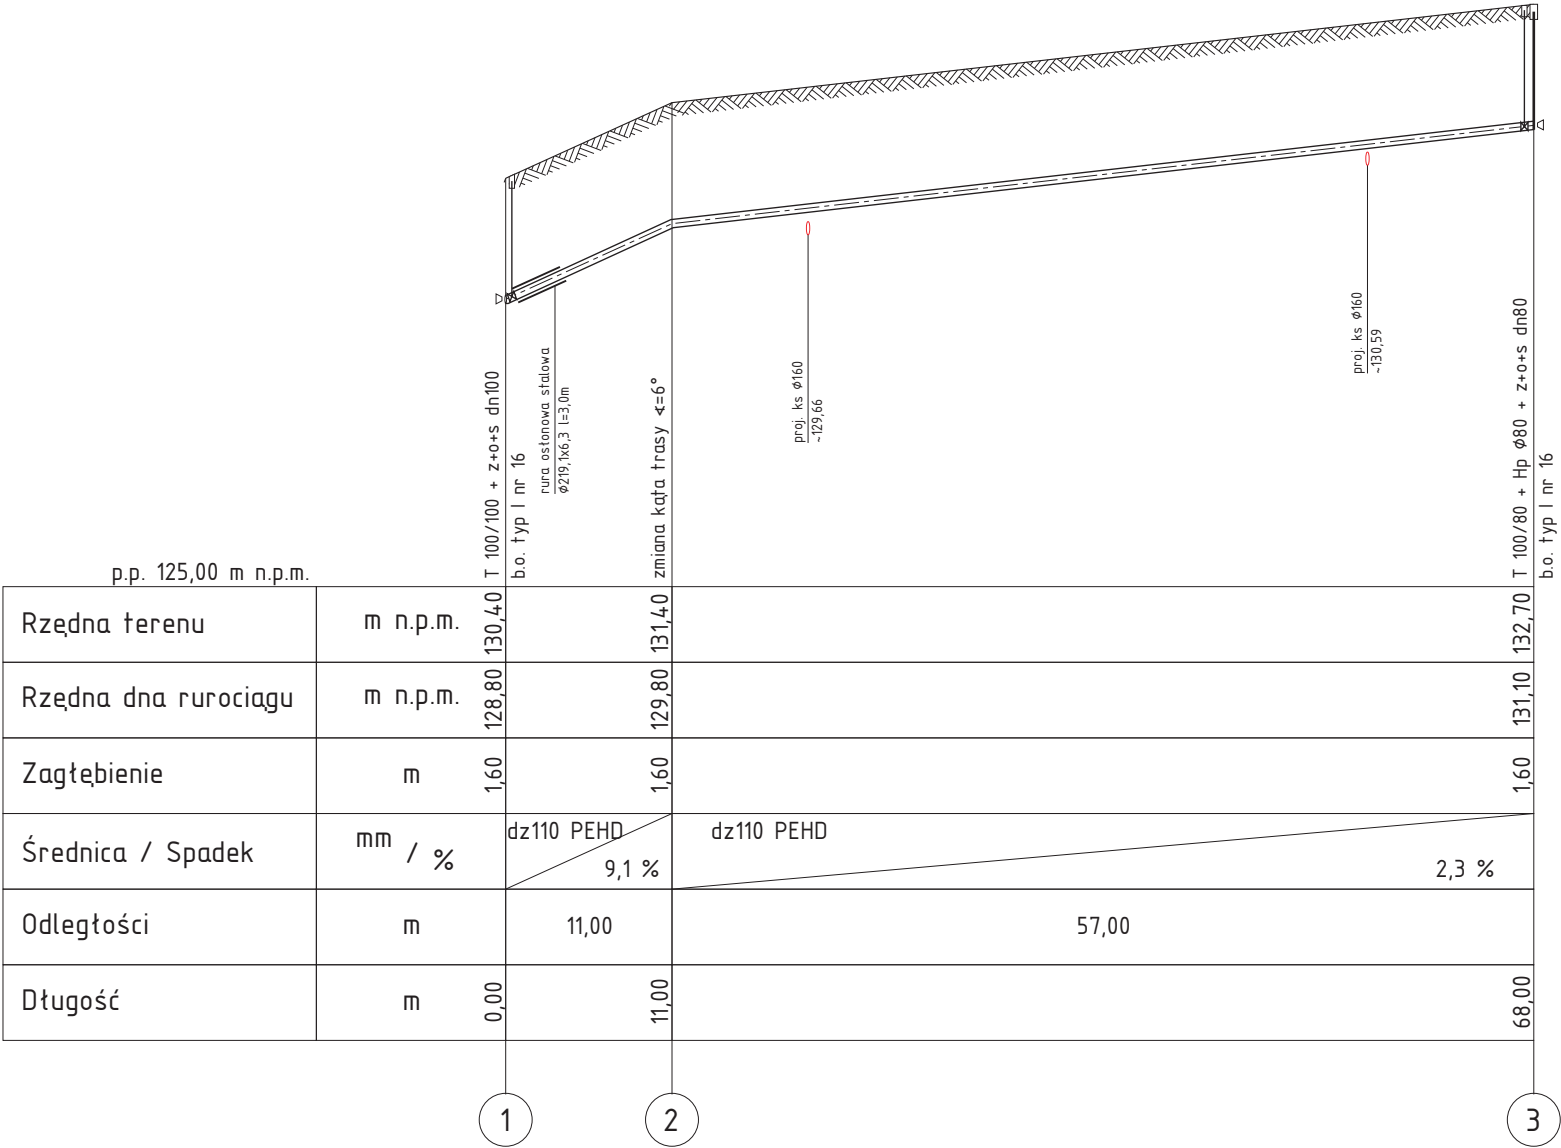 T 100/100 + z+o+s dn100
b.o. typ I nr 16
rura osłonowa stalowa
ϕ219,1x6,3 l=3,0m
zmiana kąta trasy ∢=6°
proj. ks ϕ160
~129,66
proj. ks ϕ160
~130,59
T 100/80 + Hp ϕ80 + z+o+s dn80
b.o. typ I nr 16
p.p. 125,00 m n.p.m.
Rzędna terenu m n.p.m. 130,40 131,40 132,70
Rzędna dna rurociągu m n.p.m. 128,80 129,80 131,10
Zagłębienie m 1,60 1,60 1,60
Średnica / Spadek mm / % dz110 PEHD 9,1 % dz110 PEHD 2,3 %
Odległości m 11,00 57,00
Długość m 0,00 11,00 68,00
1 2 3